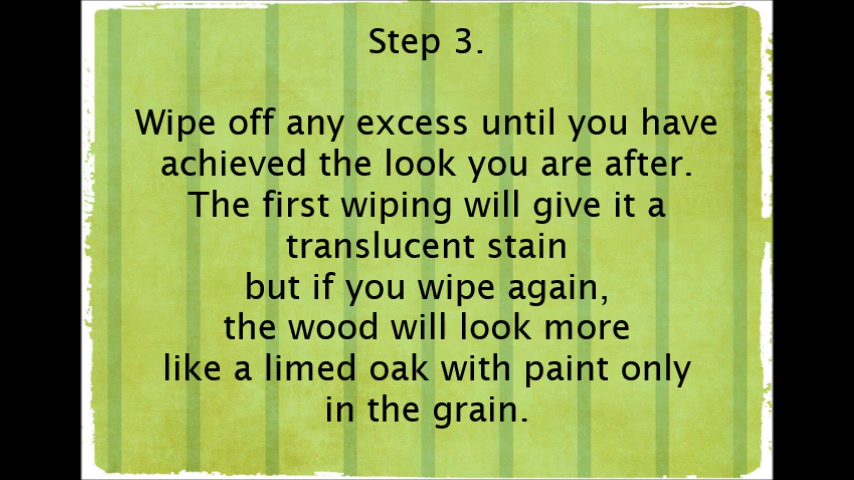 Step 3.
Wipe off any excess until you have
achieved the look you are after.
The first wiping will give it a
translucent stain
but if you wipe again,
the wood will look more
like a limed oak with paint only
in the grain.